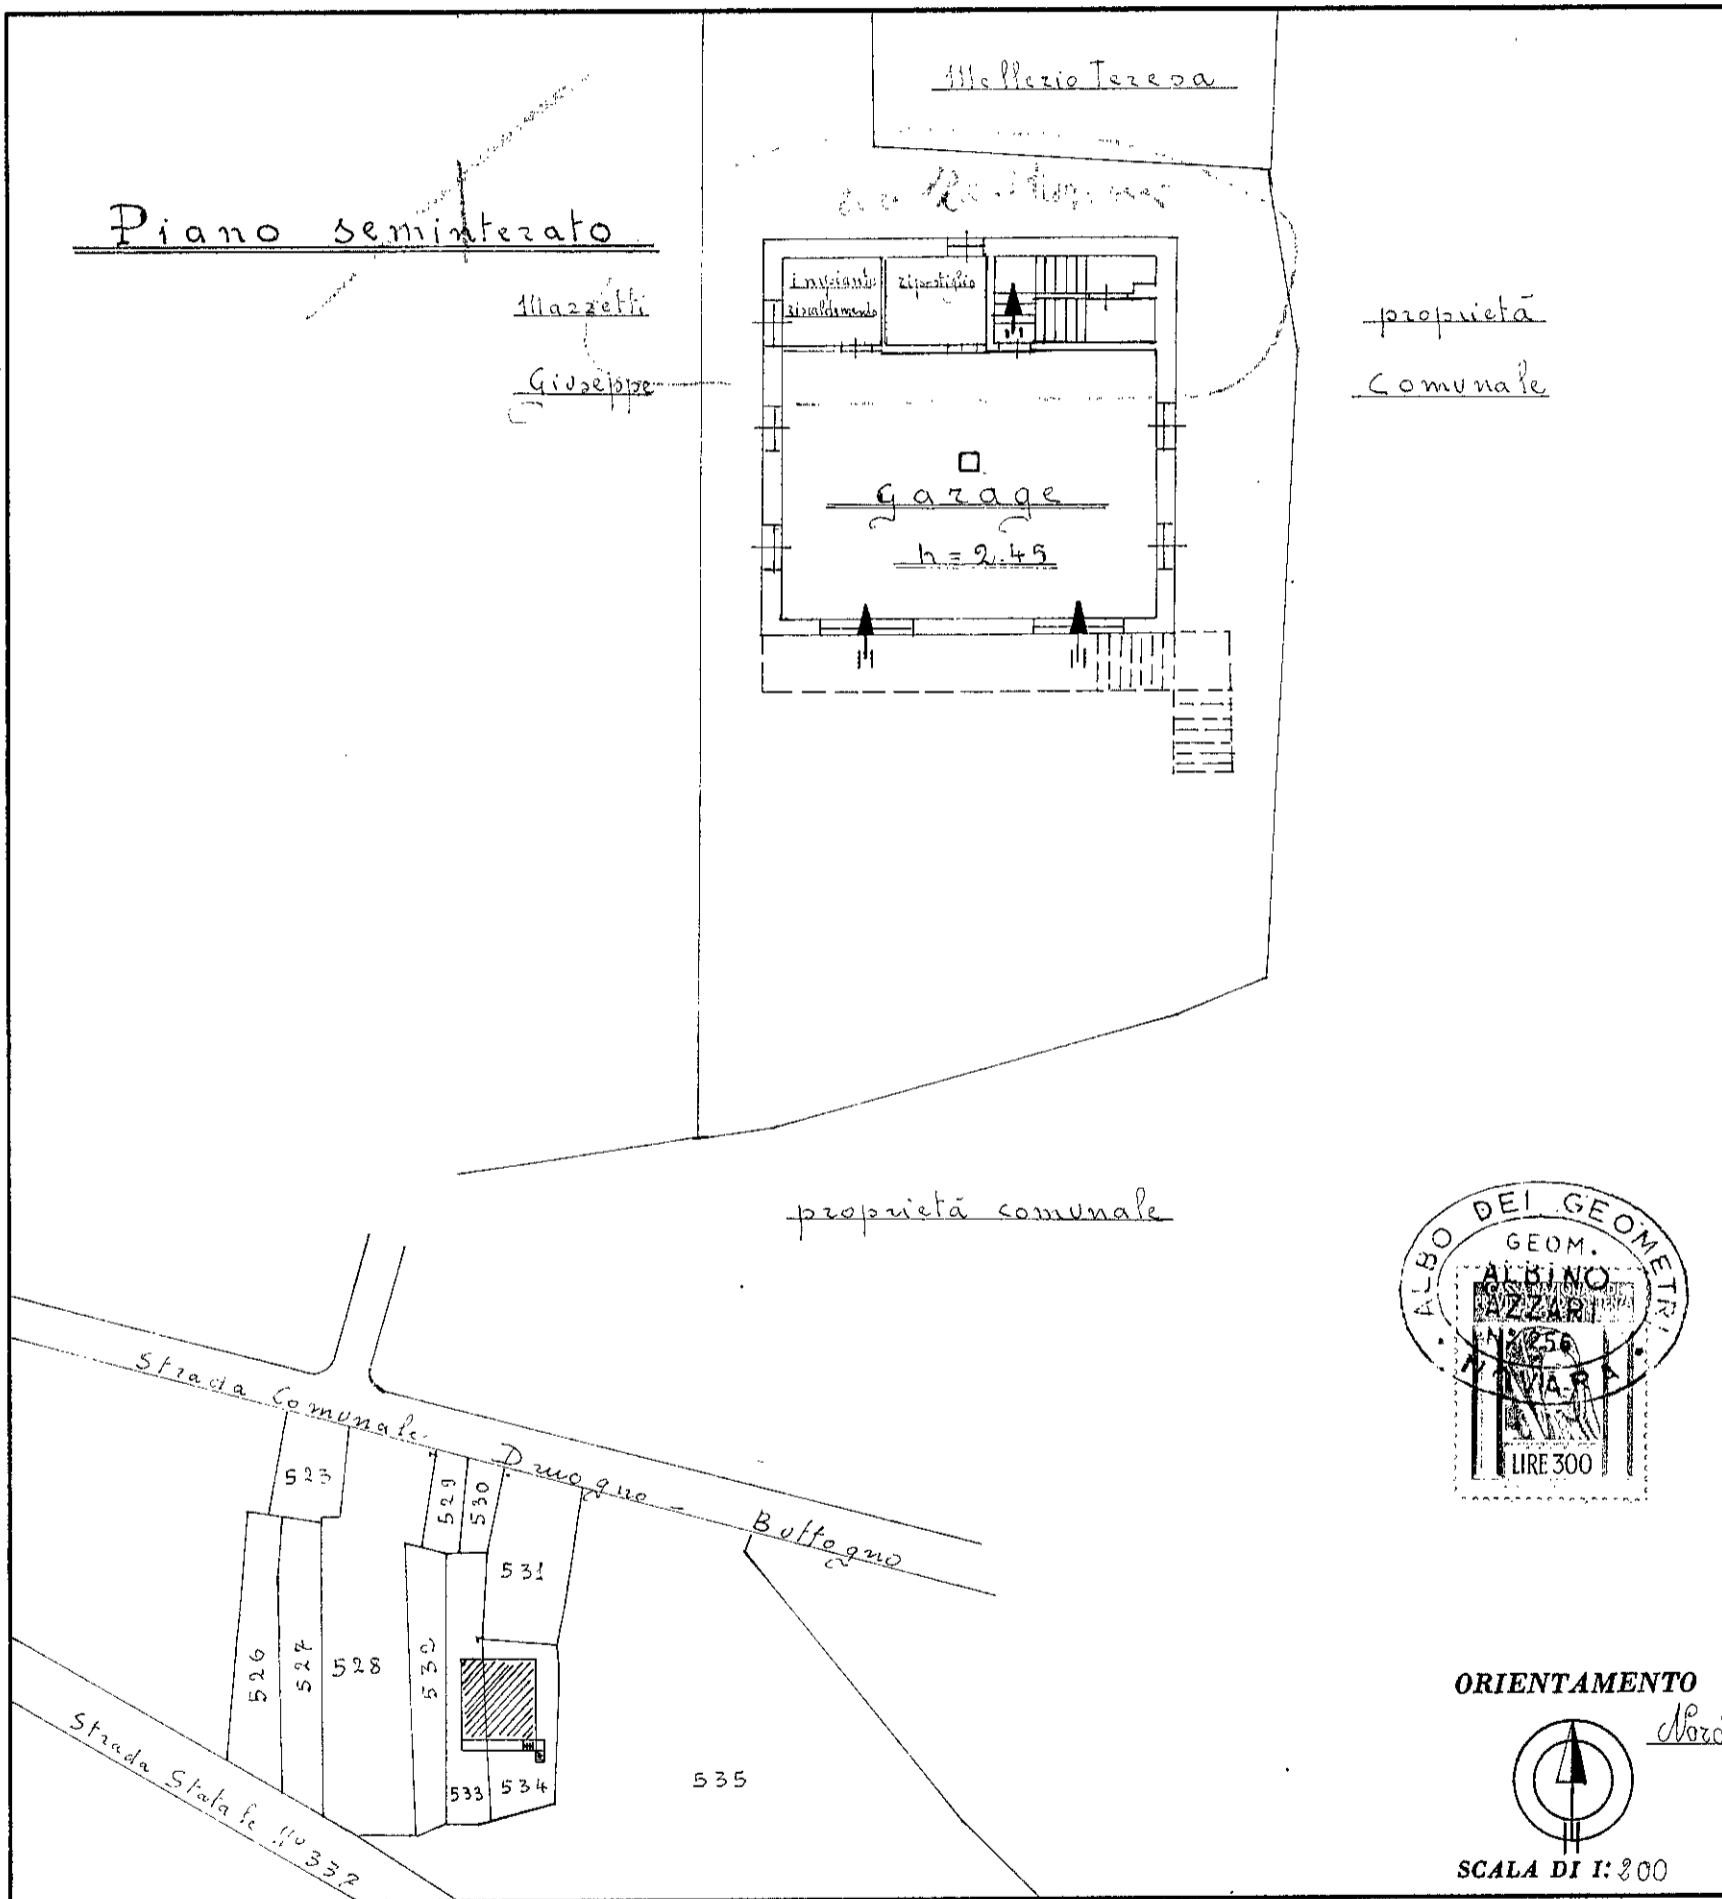 Mellerio Teresa
Piano seminterato
Mazzetti
Giuseppe
impianto
riscaldamento
ripostiglio
proprietà
Comunale
garage
h = 2.45
proprietà comunale
ALBO DEI GEOMETRI
GEOM.
ALBINO
AZZARI
N° 256
NOVARA
LIRE 300
Strada Comunale Druogno - Buttogno
523
529
530
531
526
527
528
532
533
534
535
Strada Statale N° 337
ORIENTAMENTO
Nord
SCALA DI 1:200